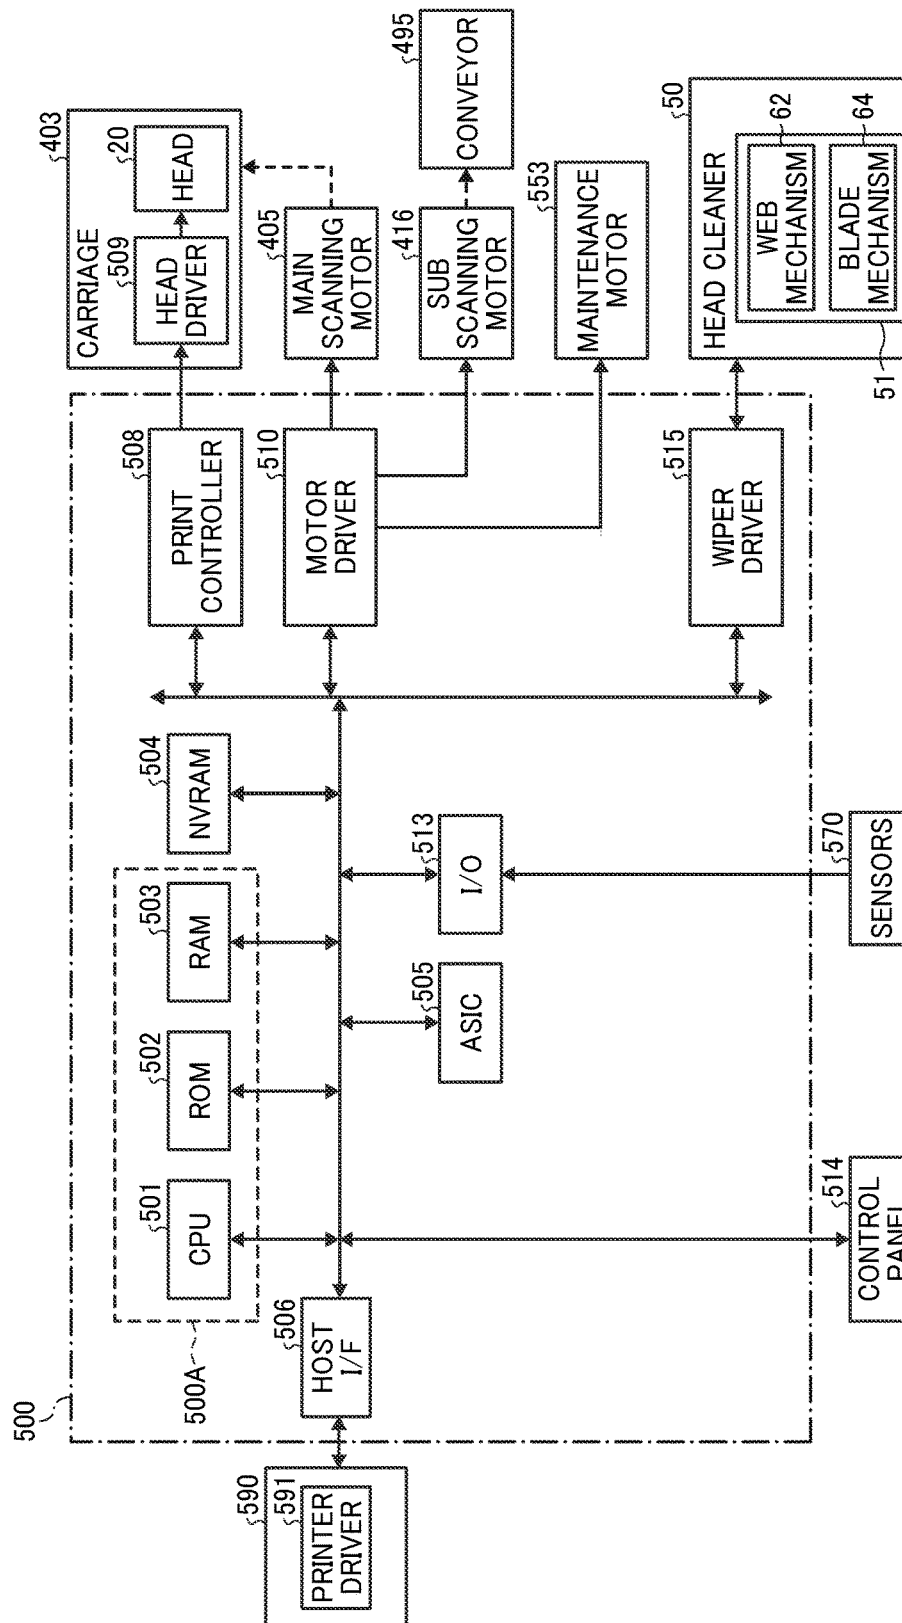 500
500A
501
CPU
502
ROM
503
RAM
504
NVRAM
508
PRINT
CONTROLLER
403
CARRIAGE
509
HEAD
DRIVER
20
HEAD
590
591
PRINTER
DRIVER
506
HOST
I/F
510
MOTOR
DRIVER
405
MAIN
SCANNING
MOTOR
505
ASIC
513
I/O
416
SUB
SCANNING
MOTOR
495
CONVEYOR
553
MAINTENANCE
MOTOR
515
WIPER
DRIVER
50
HEAD CLEANER
62
WEB
MECHANISM
64
BLADE
MECHANISM
51
514
CONTROL
PANEL
570
SENSORS